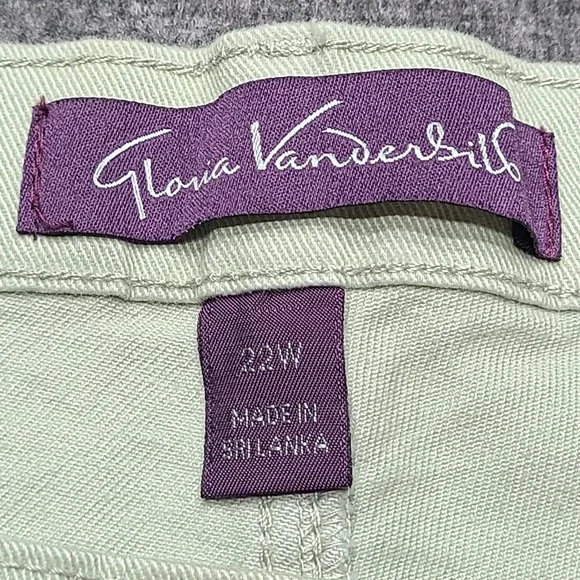 Gloria Vanderbilt
22W
MADE IN
SRI LANKA